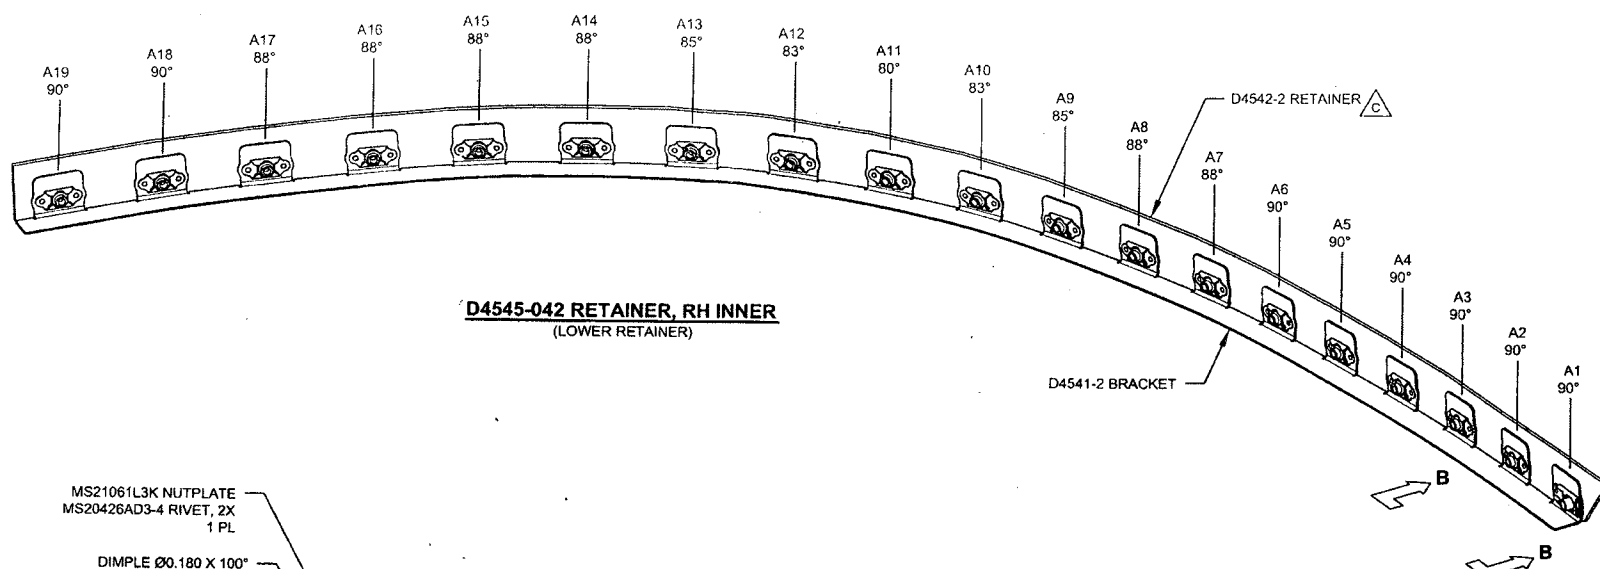 A19
90°
A18
90°
A17
88°
A16
88°
A15
88°
A14
88°
A13
85°
A12
83°
A11
80°
A10
83°
A9
85°
A8
88°
A7
88°
A6
90°
A5
90°
A4
90°
A3
90°
A2
90°
A1
90°
D4542-2 RETAINER
C
D4545-042 RETAINER, RH INNER
(LOWER RETAINER)
D4541-2 BRACKET
B
B
MS21061L3K NUTPLATE
MS20426AD3-4 RIVET, 2X
1 PL
DIMPLE Ø0.180 X 100°